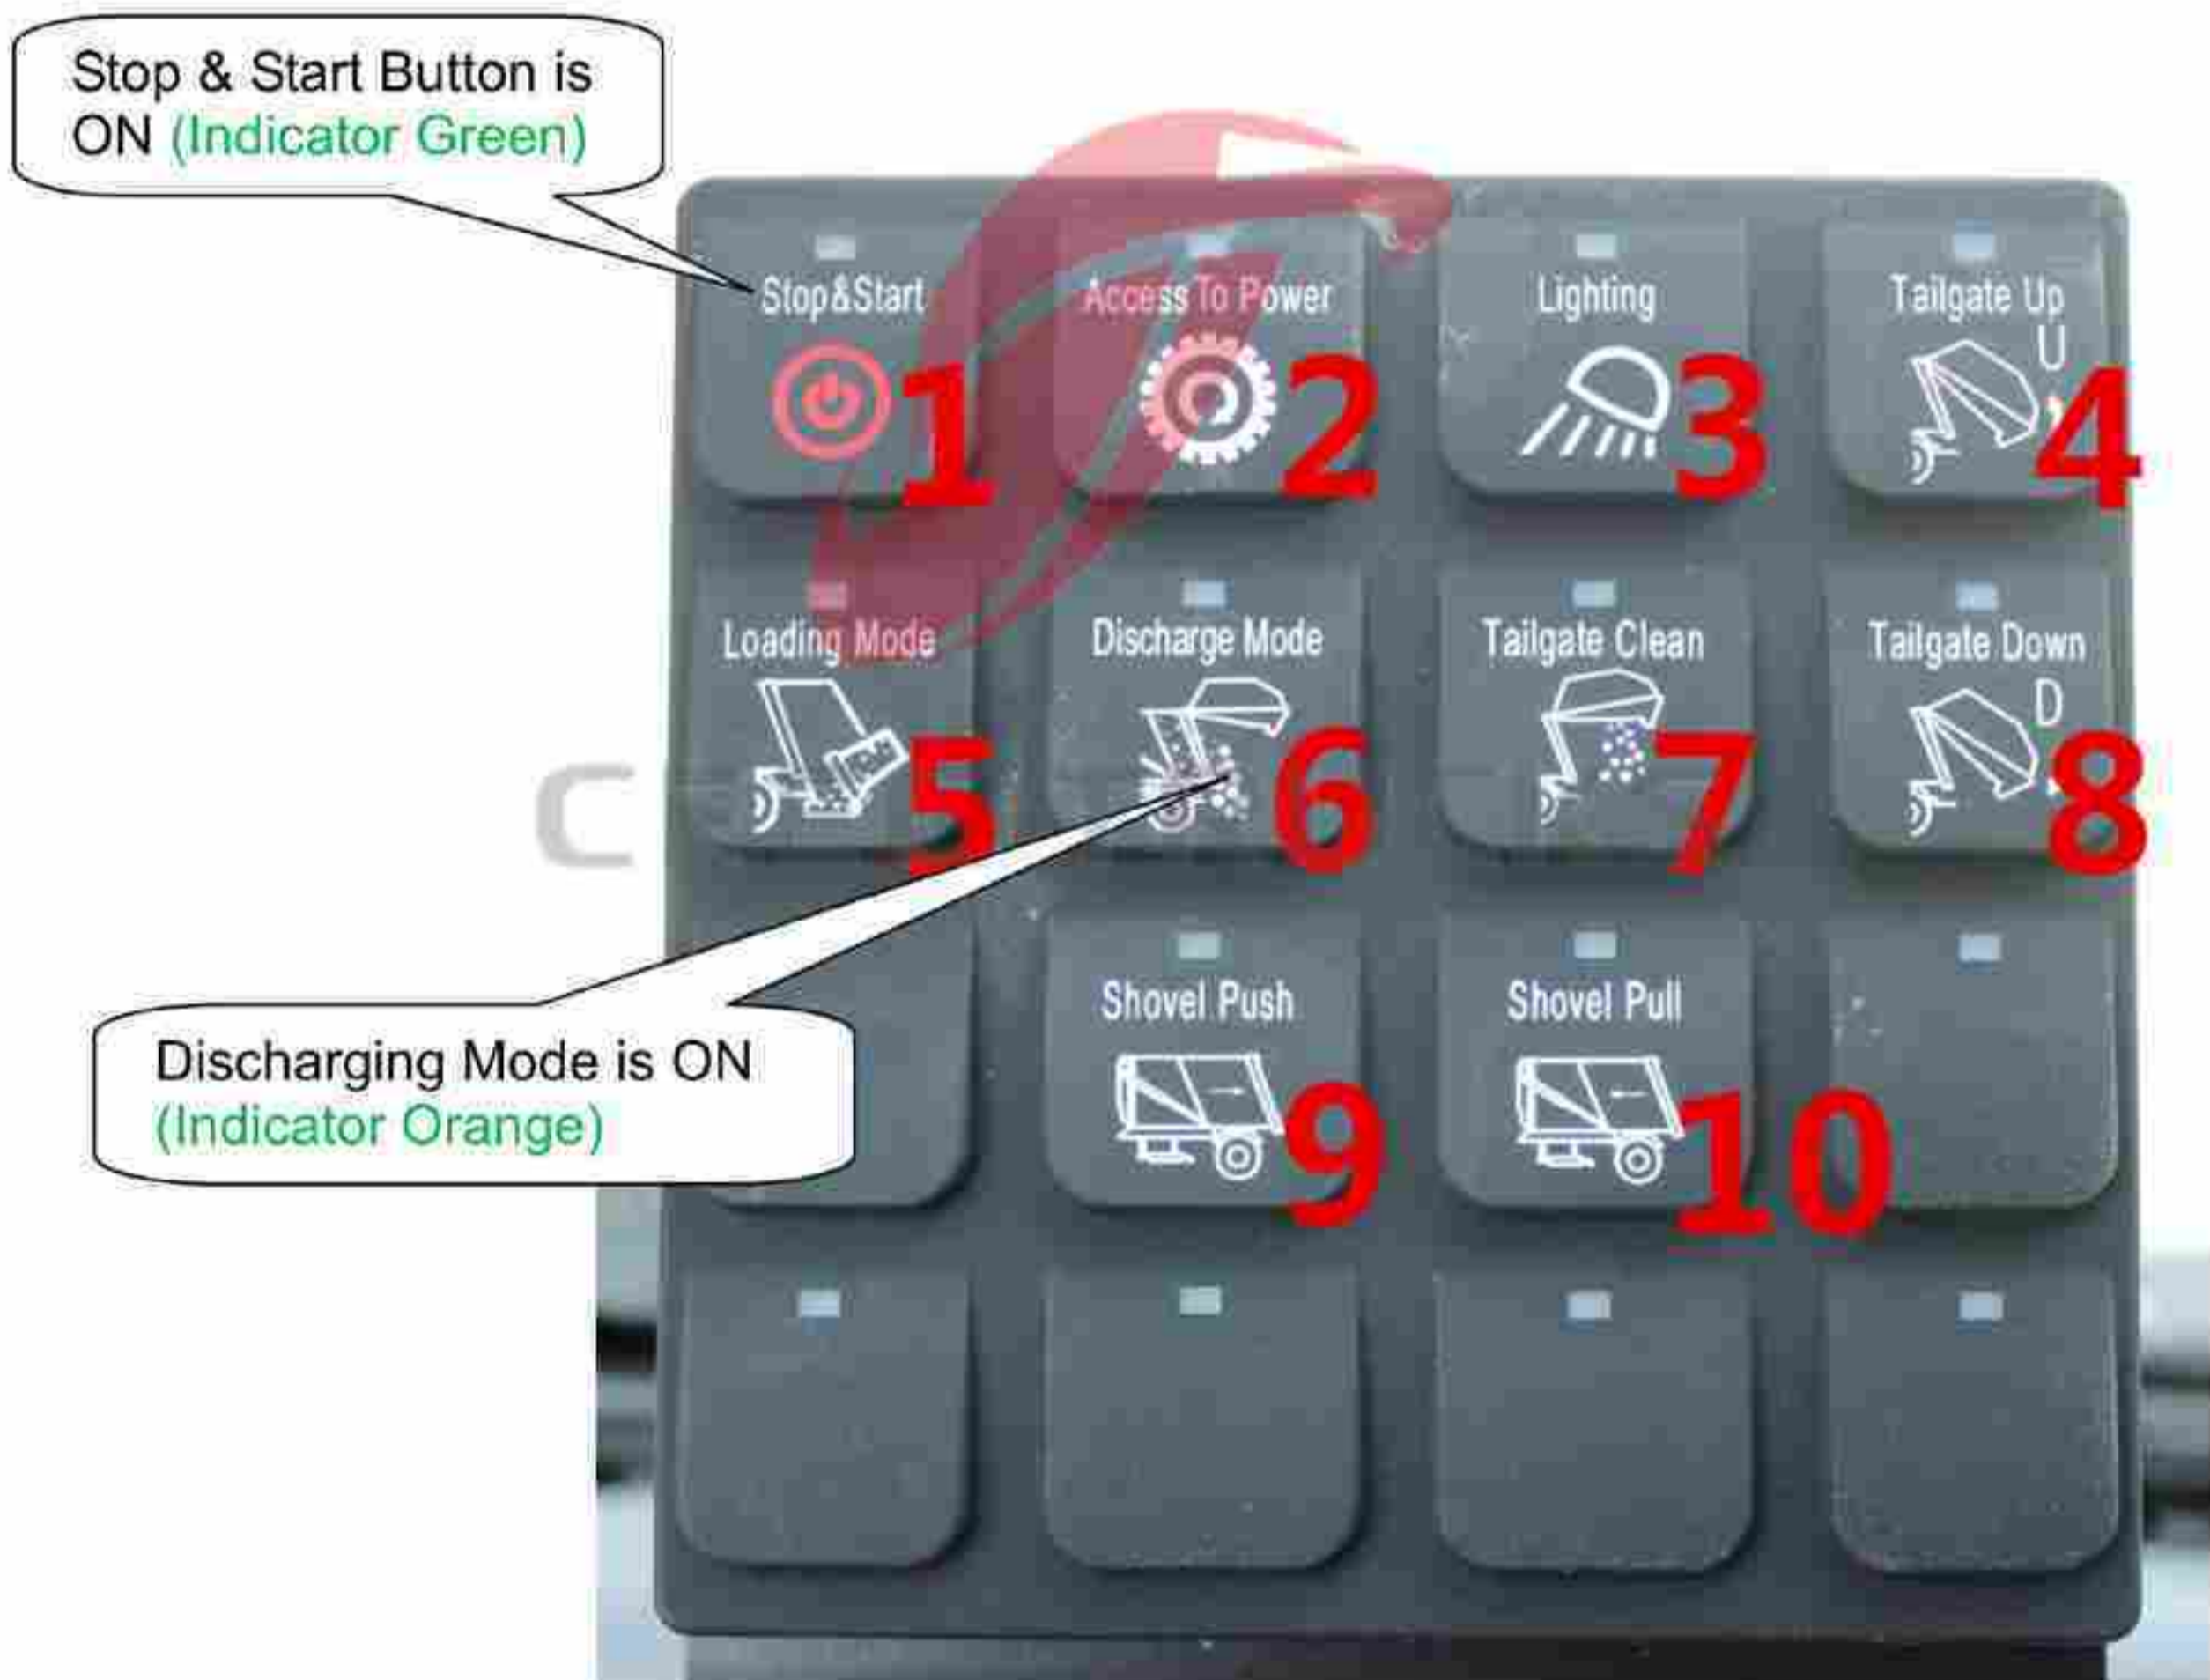 Stop & Start Button is
ON (Indicator Green)
Stop&Start
1
Access To Power
2
Lighting
3
Tailgate Up
U
4
Loading Mode
5
Discharge Mode
6
Tailgate Clean
7
Tailgate Down
D
8
C
Discharging Mode is ON
(Indicator Orange)
Shovel Push
9
Shovel Pull
10